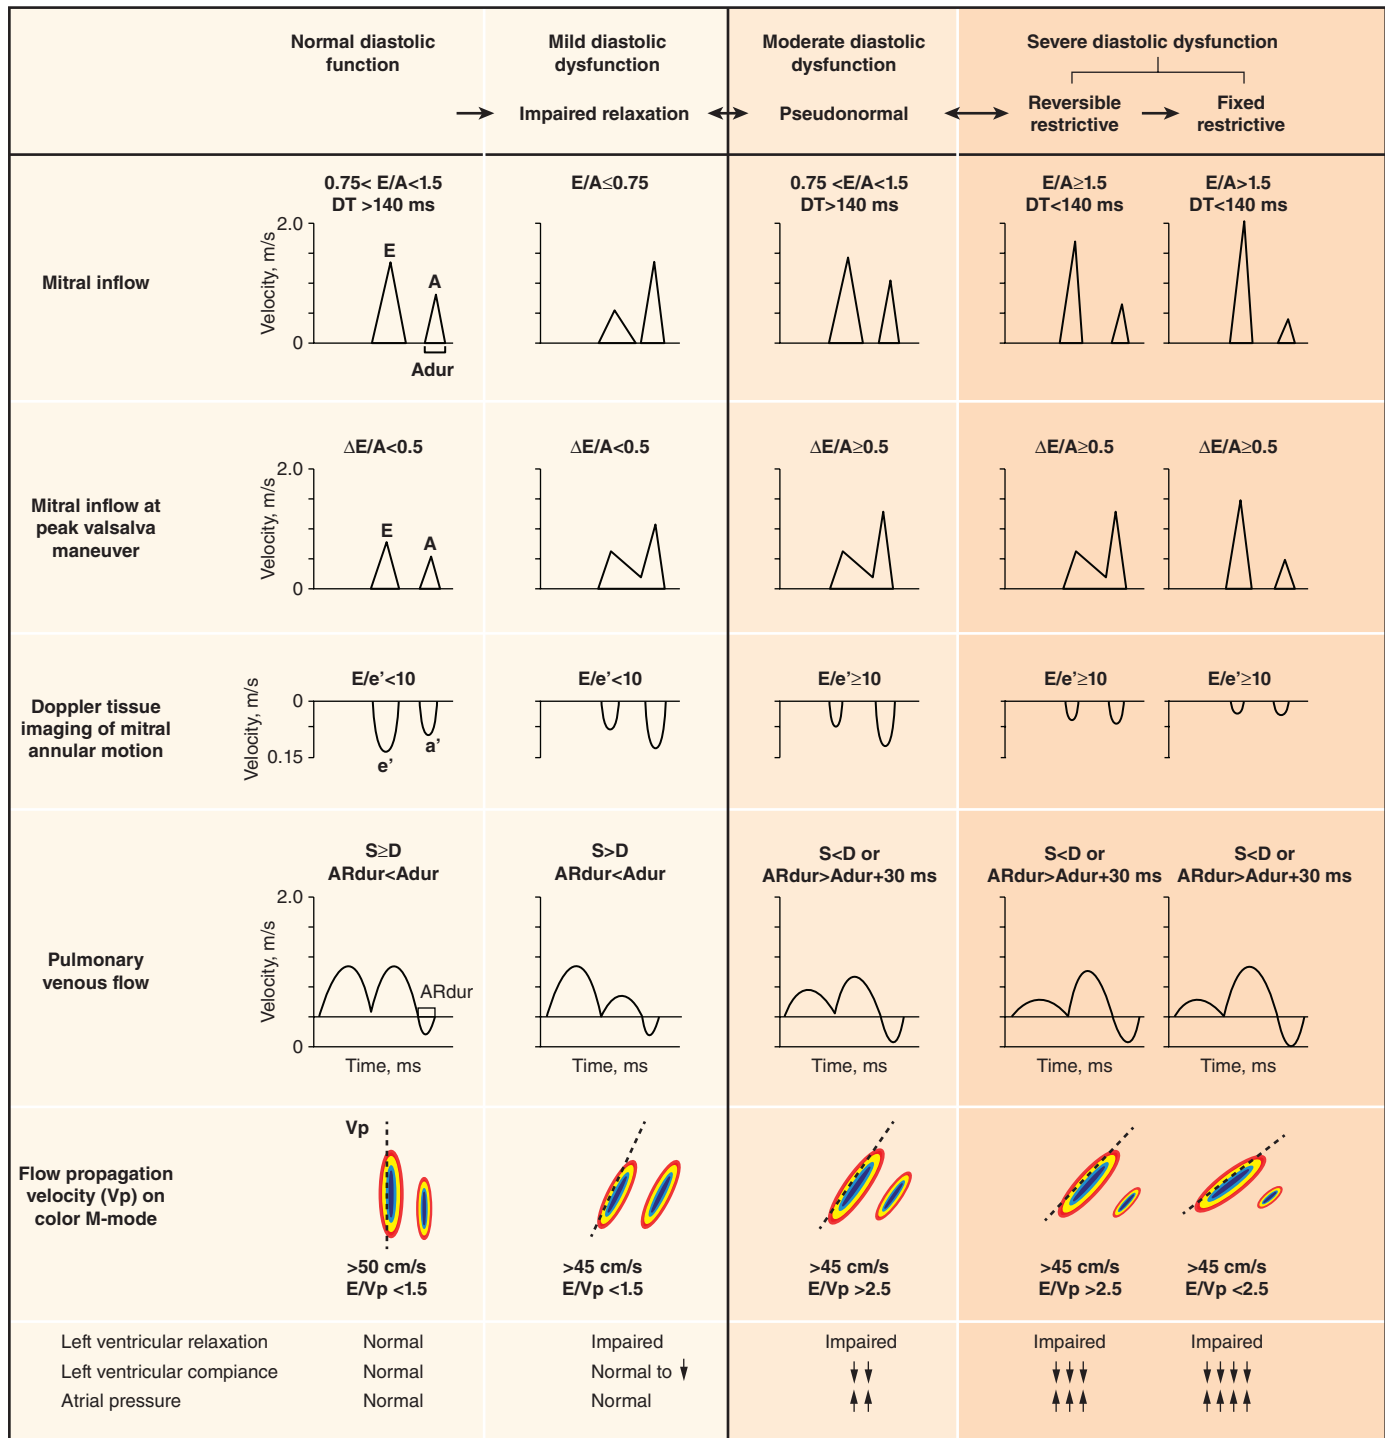 Normal diastolic
function
Mild diastolic
dysfunction
Moderate diastolic
dysfunction
Severe diastolic dysfunction
Impaired relaxation
Pseudonormal
Reversible
restrictive
Fixed
restrictive
Mitral inflow
0.75< E/A<1.5
DT >140 ms
E/A≤0.75
0.75 <E/A<1.5
DT>140 ms
E/A≥1.5
DT<140 ms
E/A>1.5
DT<140 ms
Velocity, m/s
2.0
0
E
A
Adur
Mitral inflow at
peak valsalva
maneuver
ΔE/A<0.5
ΔE/A<0.5
ΔE/A≥0.5
ΔE/A≥0.5
ΔE/A≥0.5
Velocity, m/s
2.0
0
E
A
Doppler tissue
imaging of mitral
annular motion
E/e’<10
E/e’<10
E/e’≥10
E/e’≥10
E/e’≥10
Velocity, m/s
0
0.15
e’
a’
Pulmonary
venous flow
S≥D
ARdur<Adur
S>D
ARdur<Adur
S<D or
ARdur>Adur+30 ms
S<D or
ARdur>Adur+30 ms
S<D or
ARdur>Adur+30 ms
Velocity, m/s
2.0
0
ARdur
Time, ms
Time, ms
Time, ms
Time, ms
Time, ms
Flow propagation
velocity (Vp) on
color M-mode
Vp
>50 cm/s
E/Vp <1.5
>45 cm/s
E/Vp <1.5
>45 cm/s
E/Vp >2.5
>45 cm/s
E/Vp >2.5
>45 cm/s
E/Vp <2.5
Left ventricular relaxation Normal Impaired Impaired Impaired Impaired
Left ventricular compiance Normal Normal to ↓ ↓↓ ↓↓↓ ↓↓↓↓
Atrial pressure Normal Normal ↑↑ ↑↑↑ ↑↑↑↑